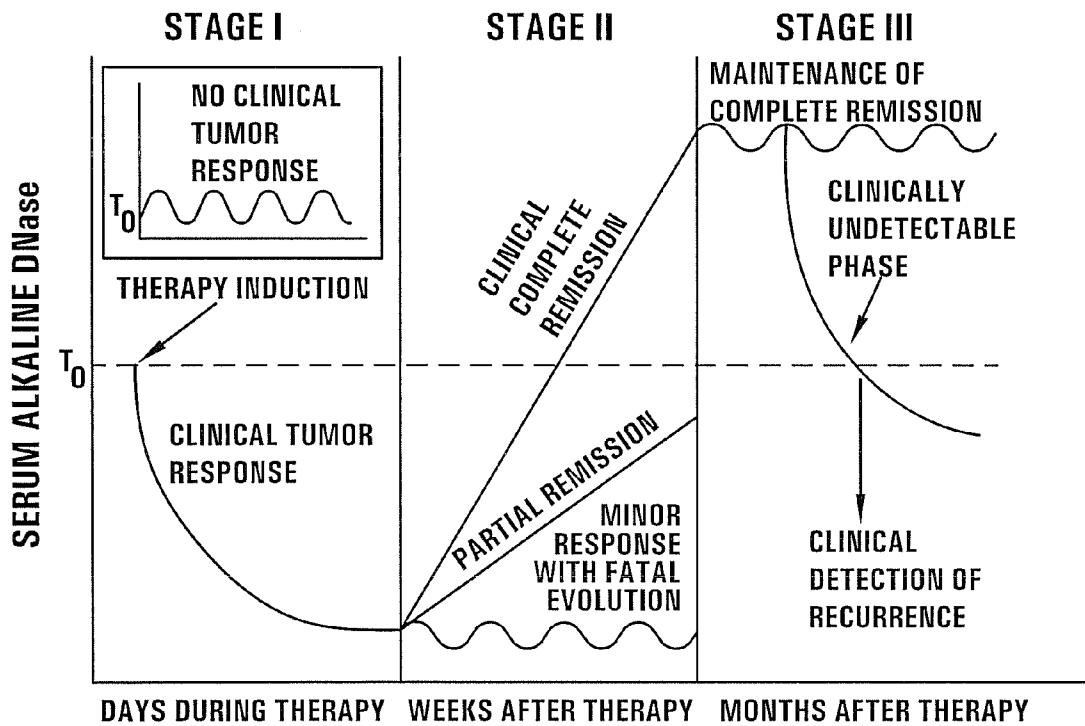 STAGE I
STAGE II
STAGE III
SERUM ALKALINE DNase
NO CLINICAL
TUMOR
RESPONSE
T0
THERAPY INDUCTION
T0
CLINICAL TUMOR
RESPONSE
CLINICAL
COMPLETE
REMISSION
PARTIAL REMISSION
MINOR
RESPONSE
WITH FATAL
EVOLUTION
MAINTENANCE OF
COMPLETE REMISSION
CLINICALLY
UNDETECTABLE
PHASE
CLINICAL
DETECTION OF
RECURRENCE
DAYS DURING THERAPY
WEEKS AFTER THERAPY
MONTHS AFTER THERAPY